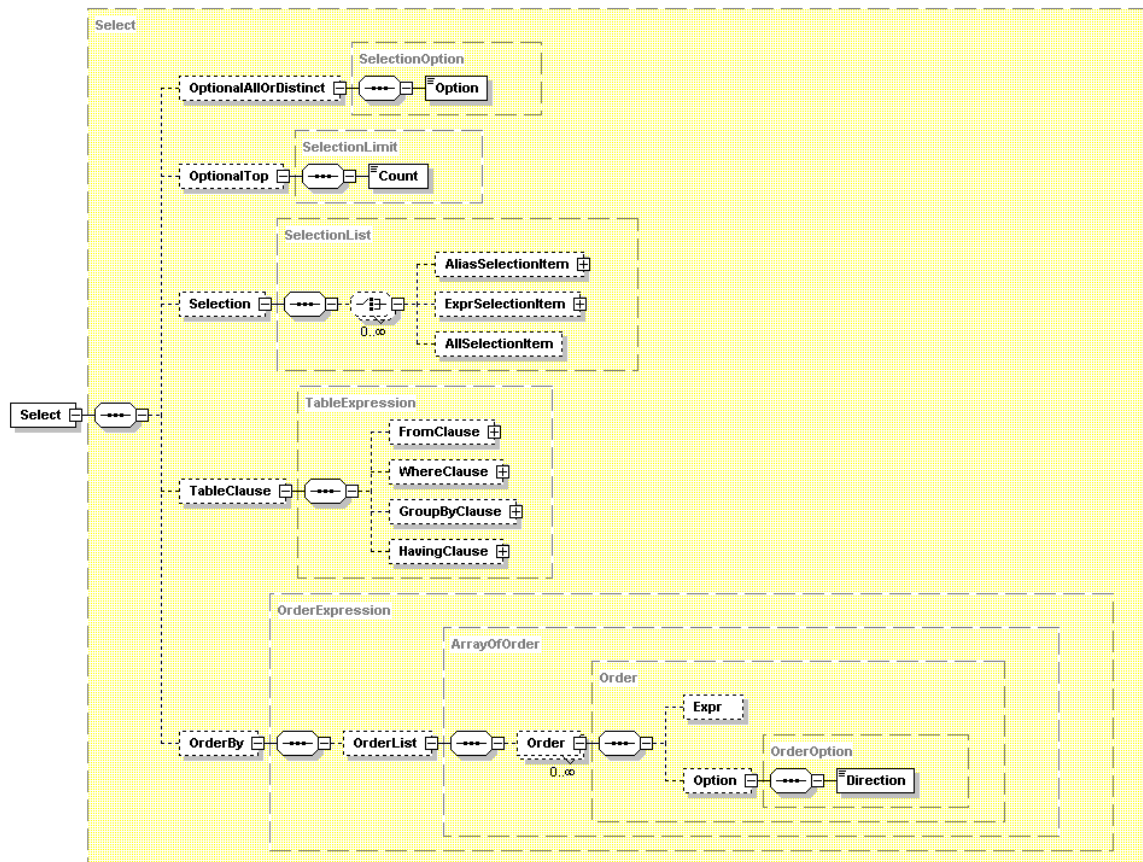 Select
SelectionOption
OptionalAllOrDistinct
Option
SelectionLimit
OptionalTop
Count
SelectionList
AliasSelectionItem
Selection
ExprSelectionItem
0..∞
AllSelectionItem
TableExpression
Select
FromClause
WhereClause
TableClause
GroupByClause
HavingClause
OrderExpression
ArrayOfOrder
Order
Expr
OrderBy
OrderList
Order
0..∞
OrderOption
Option
Direction